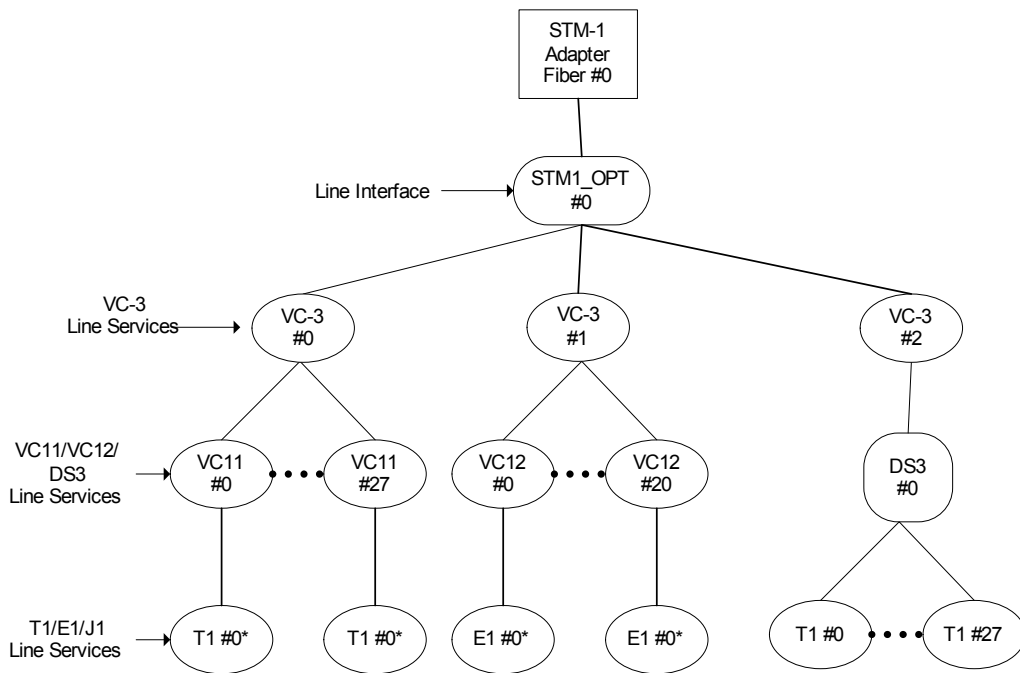 STM-1
Adapter
Fiber #0
Line Interface
STM1_OPT
#0
VC-3
Line Services
VC-3
#0
VC-3
#1
VC-3
#2
VC11/VC12/
DS3
Line Services
VC11
#0
VC11
#27
VC12
#0
VC12
#20
DS3
#0
T1/E1/J1
Line Services
T1 #0*
T1 #0*
E1 #0*
E1 #0*
T1 #0
T1 #27